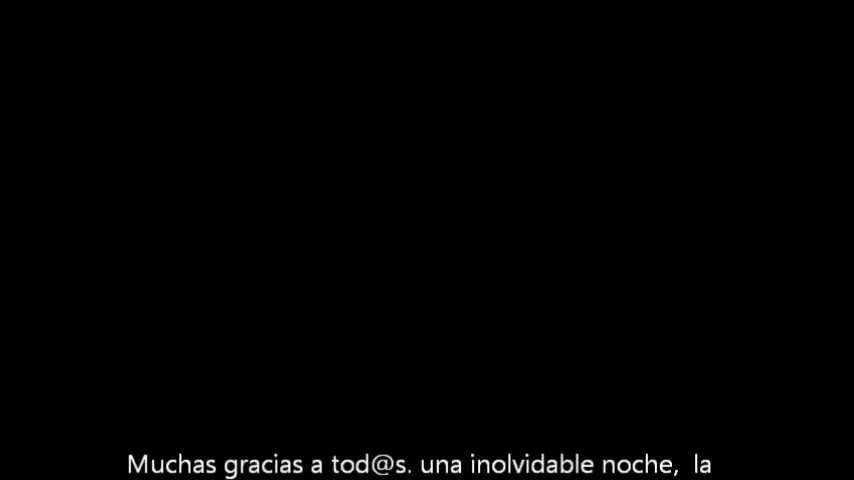 Muchas gracias a tod@s. una inolvidable noche,  la